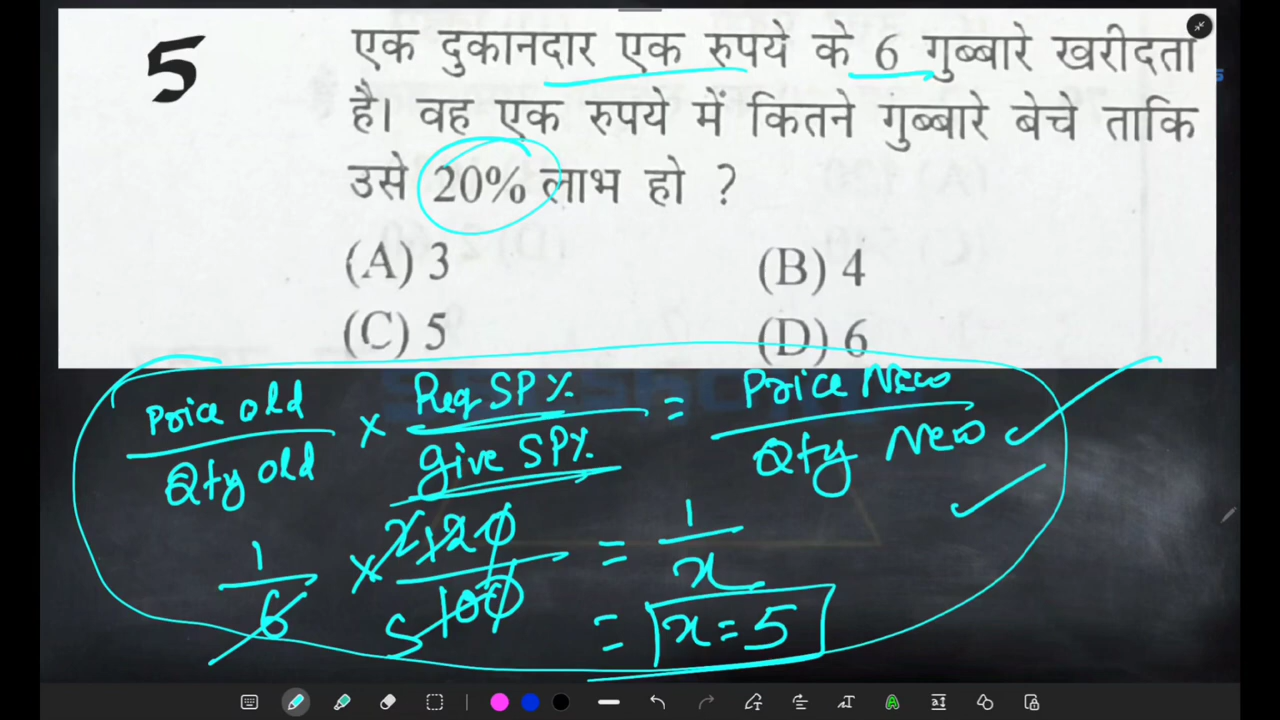 5
एक दुकानदार एक रुपये के 6 गुब्बारे खरीदता
है। वह एक रुपये में कितने गुब्बारे बेचे ताकि
उसे 20% लाभ हो ?
(A) 3 (B) 4
(C) 5 (D) 6
Price old / Qty old × Req SP% / give SP% = Price New / Qty New
1 / 6 × 120 / 100 5 = 1 / x
= x = 5